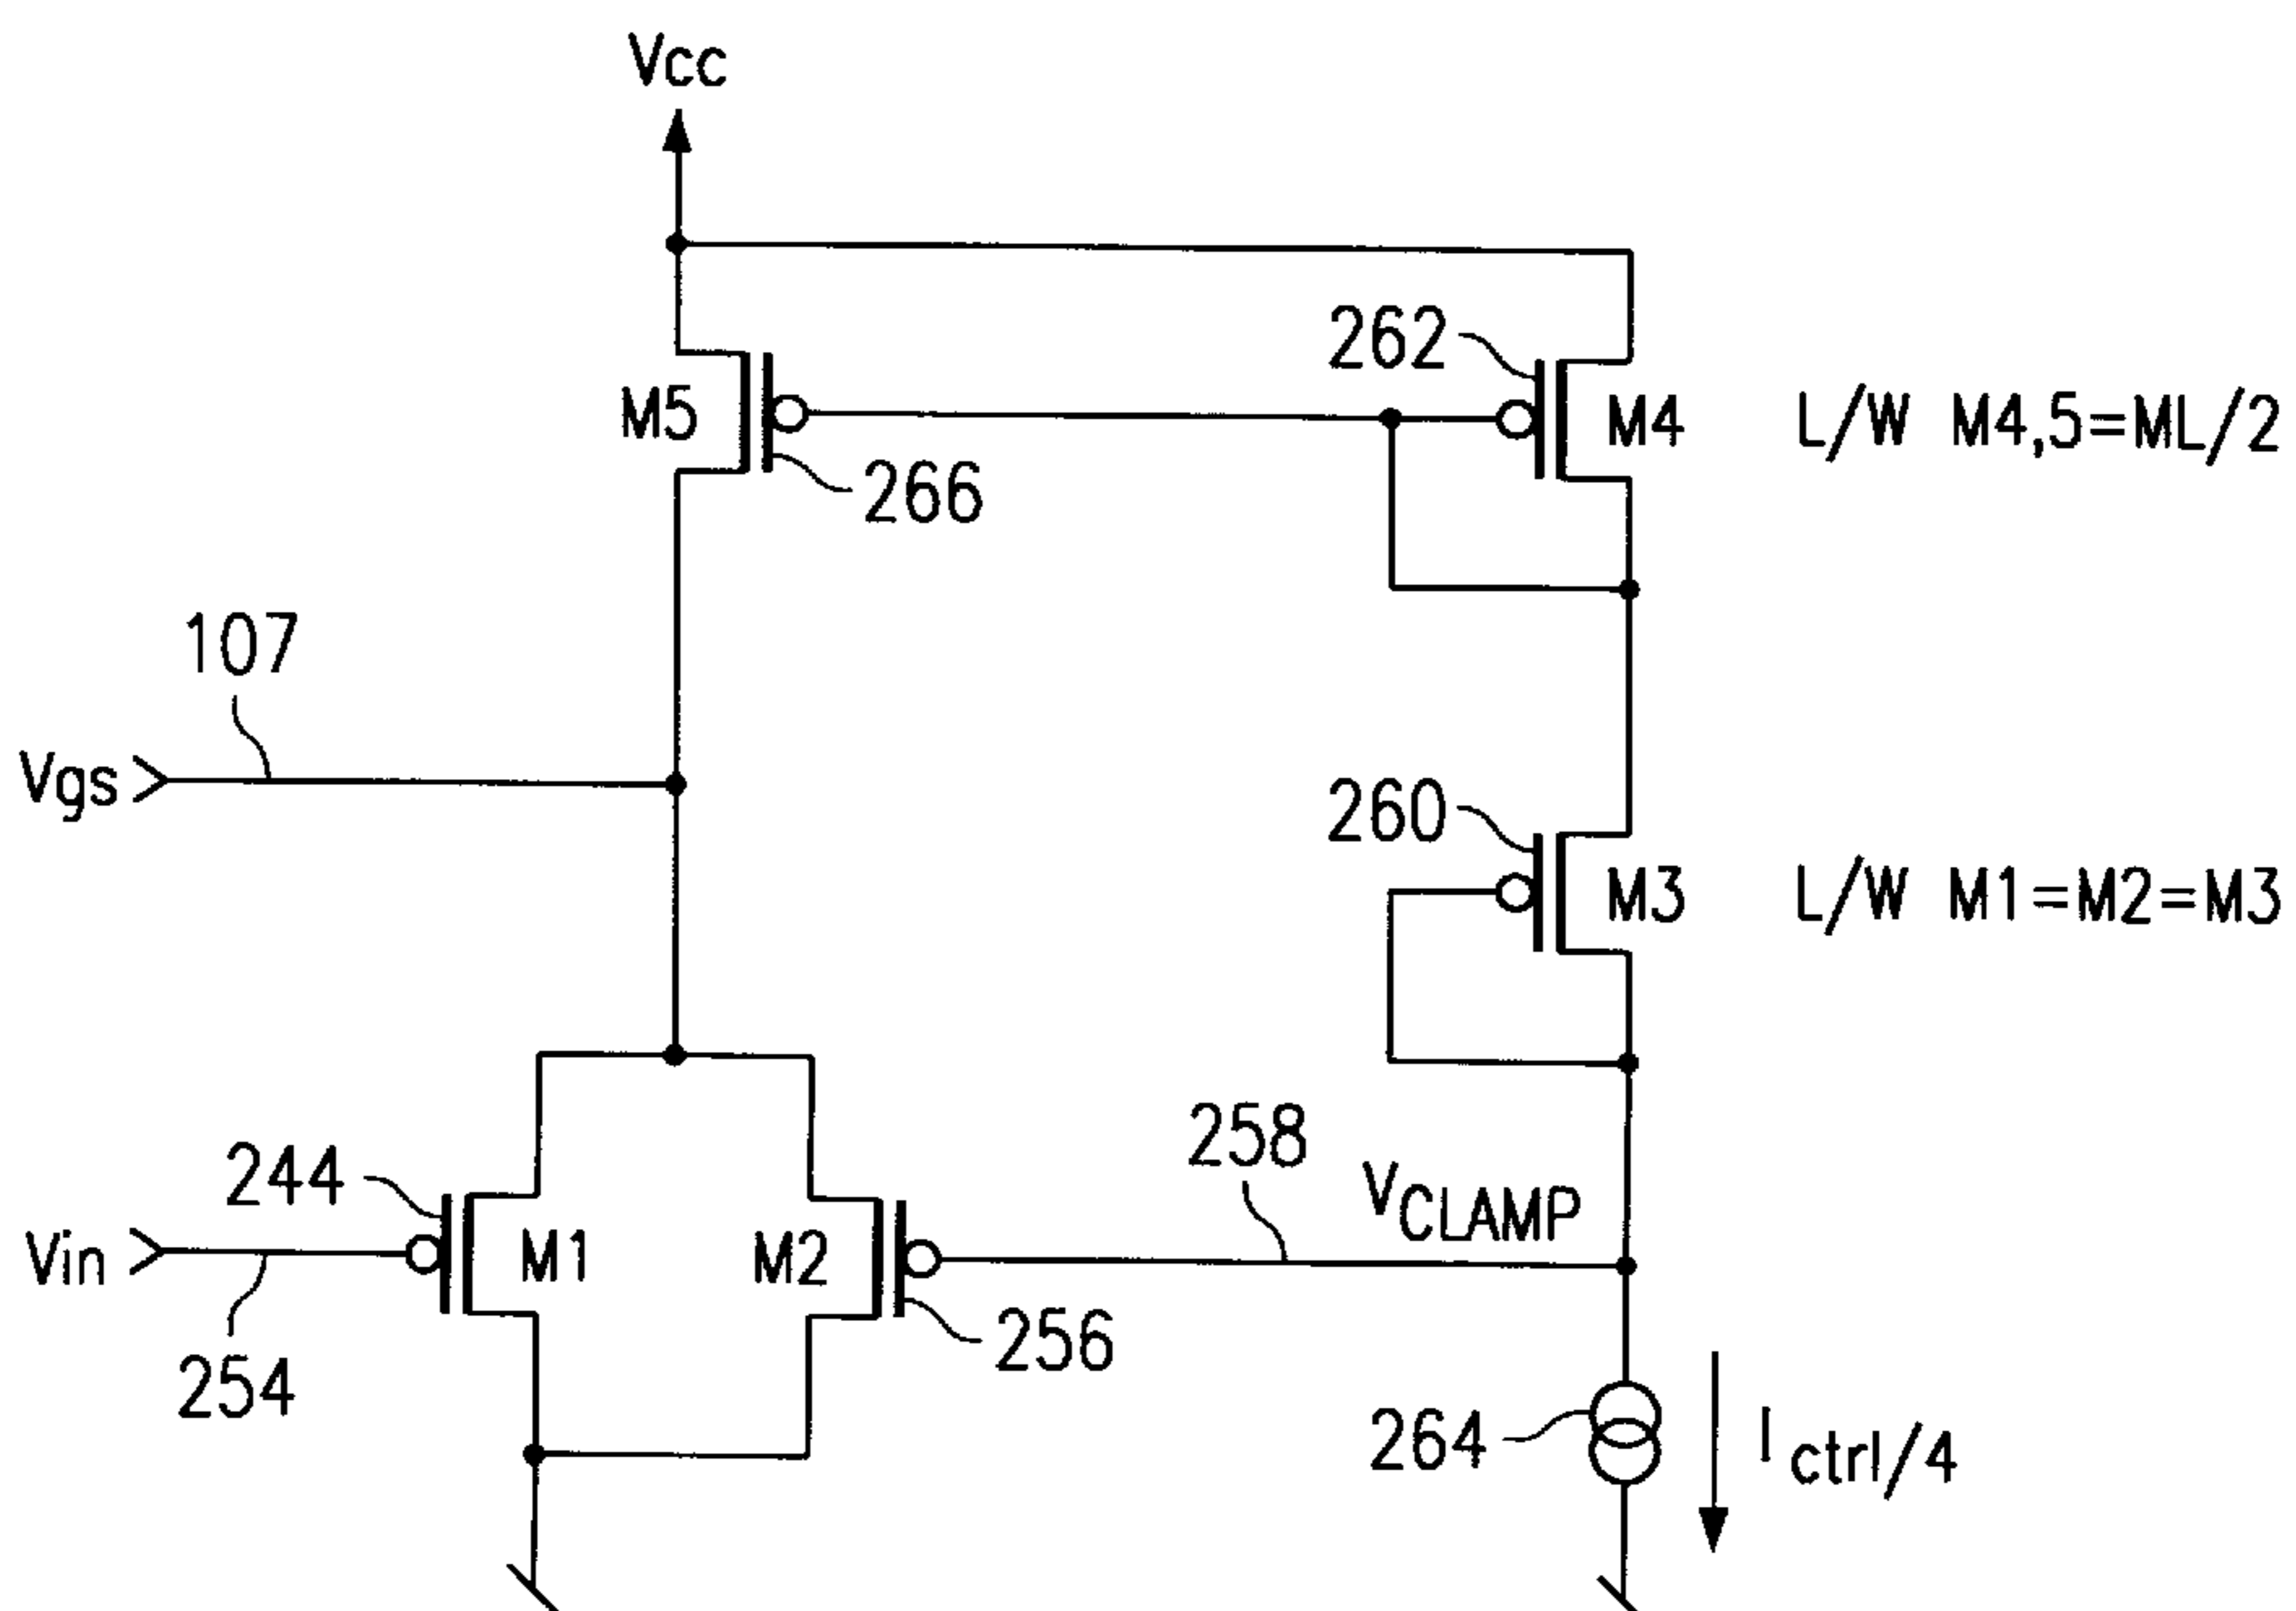 Vcc
262
M5
M4
L/W M4,5=ML/2
266
107
Vgs
260
M3
L/W M1=M2=M3
258
VCLAMP
244
Vin
M1
M2
256
254
264
Ictrl/4